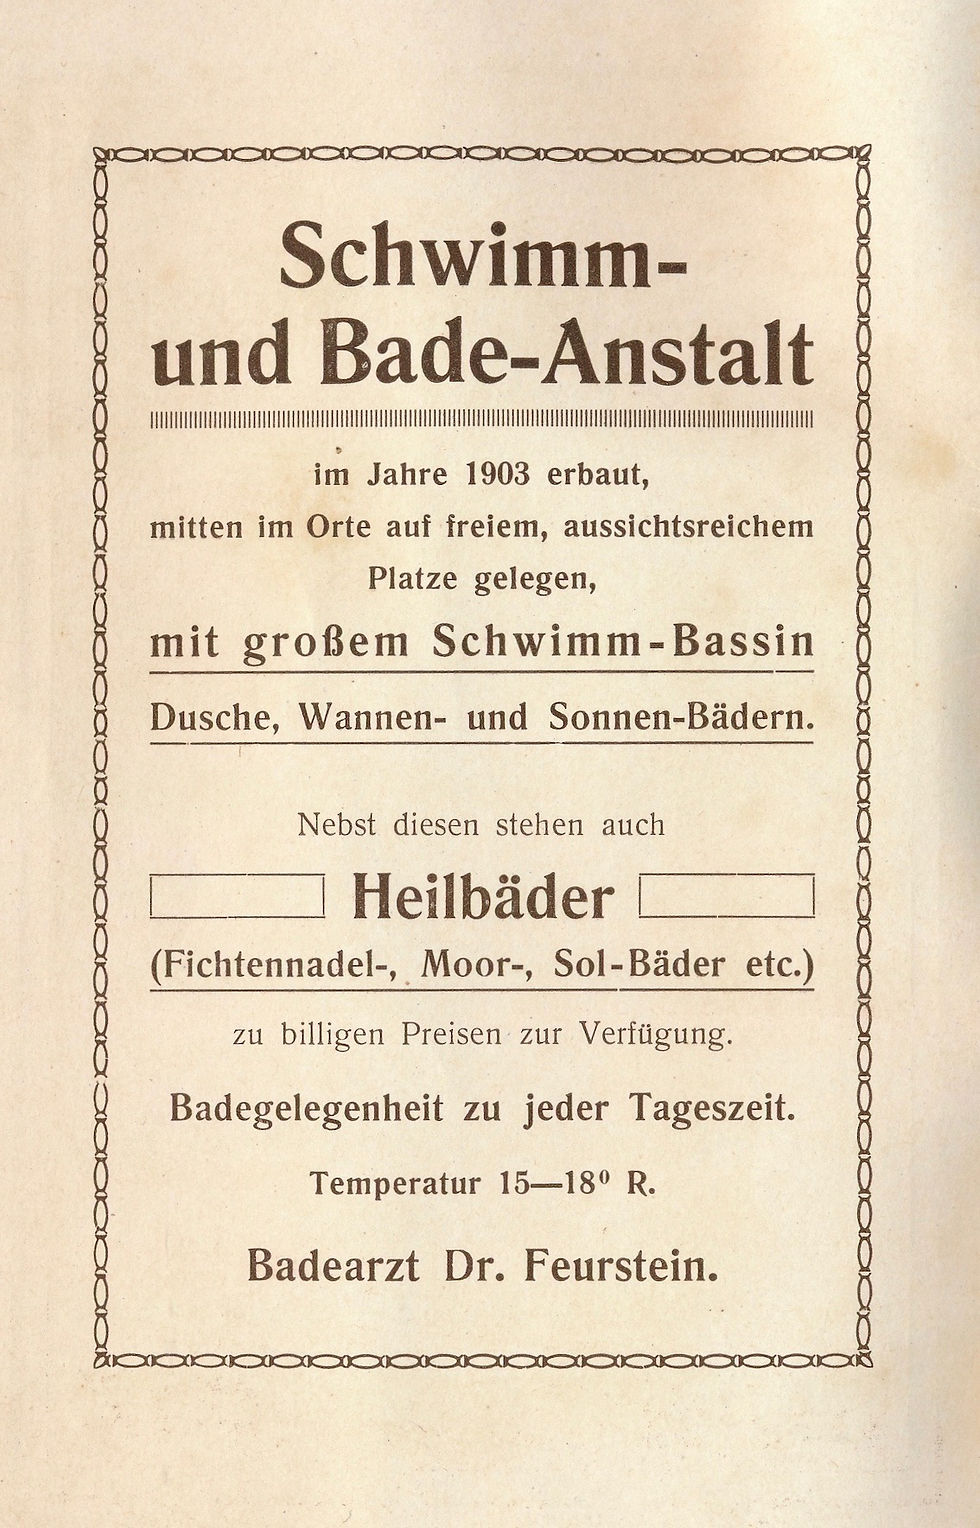 Schwimm-
und Bade-Anstalt
im Jahre 1903 erbaut,
mitten im Orte auf freiem, aussichtsreichem
Platze gelegen,
mit großem Schwimm-Bassin
Dusche, Wannen- und Sonnen-Bädern.
Nebst diesen stehen auch
Heilbäder
(Fichtennadel-, Moor-, Sol-Bäder etc.)
zu billigen Preisen zur Verfügung.
Badegelegenheit zu jeder Tageszeit.
Temperatur 15—18⁰ R.
Badearzt Dr. Feurstein.